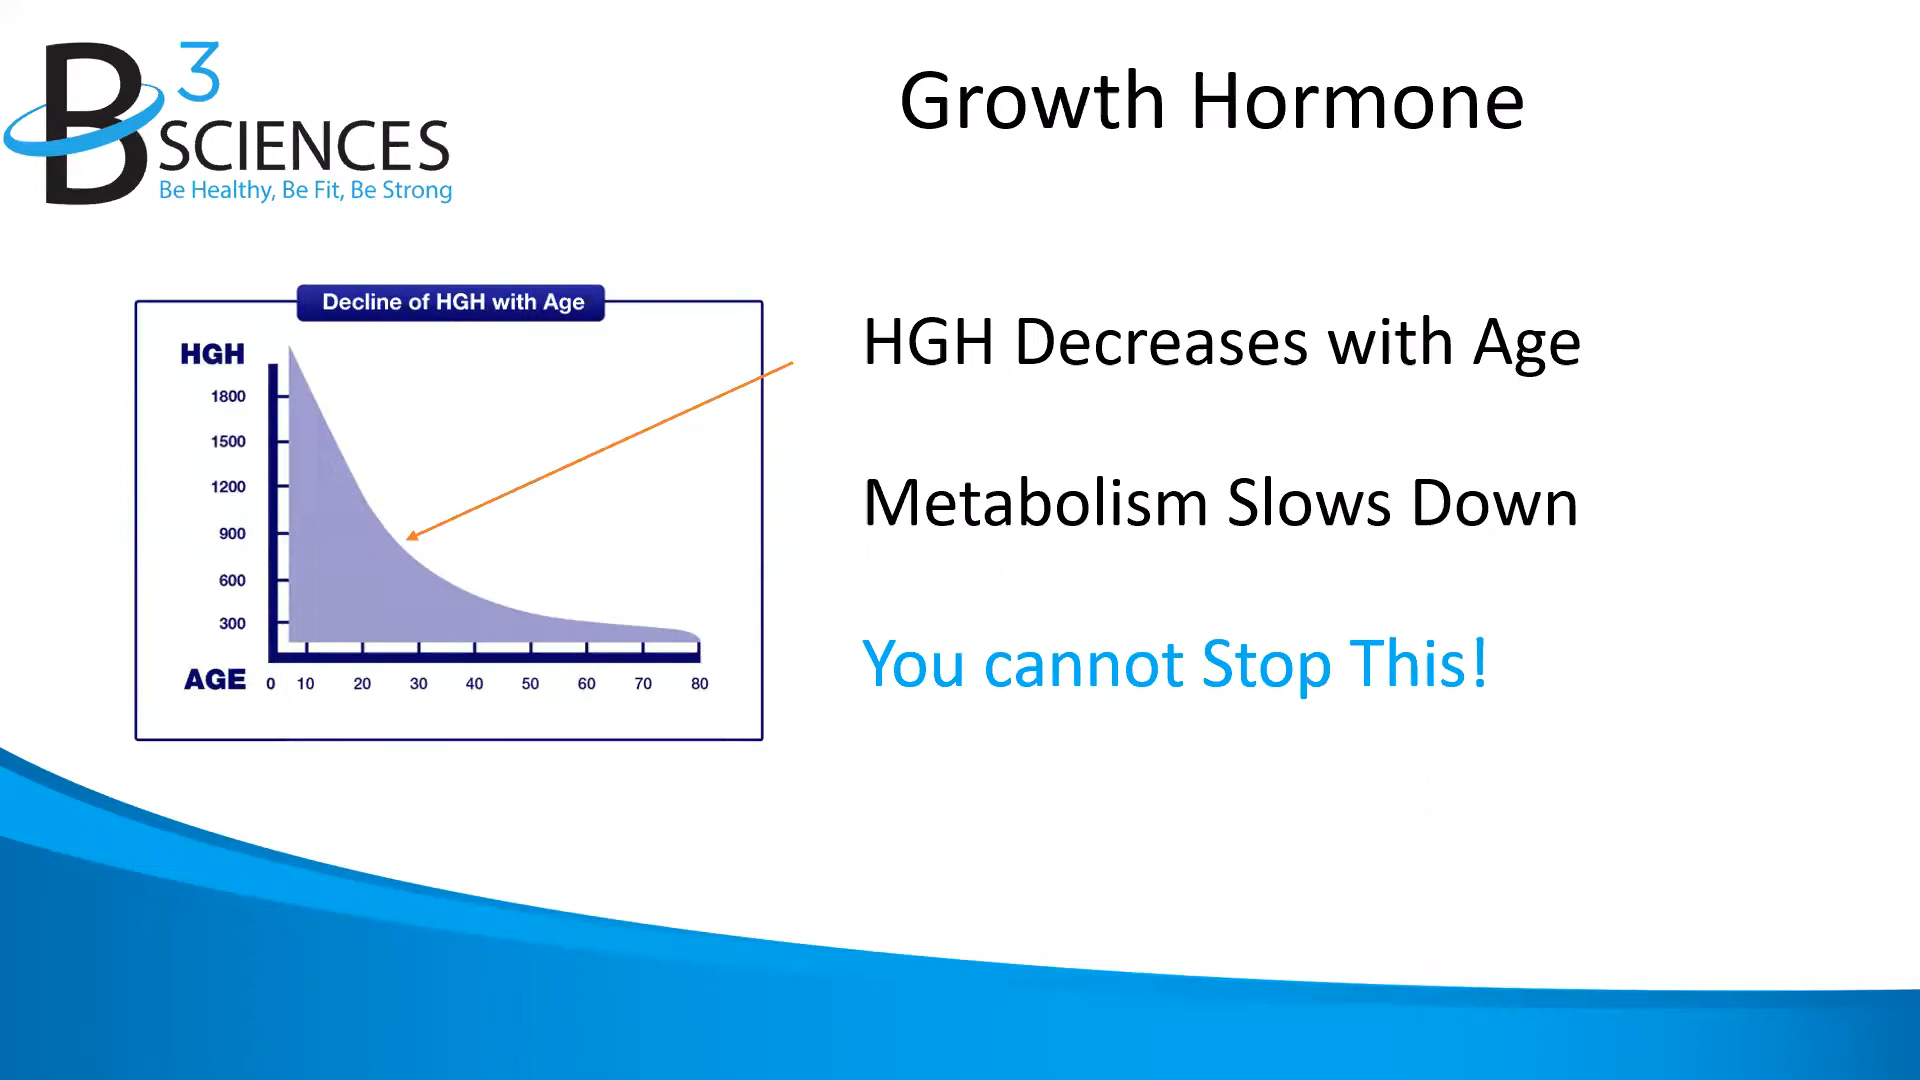 B3
SCIENCES
Be Healthy, Be Fit, Be Strong
Growth Hormone
Decline of HGH with Age
HGH
1800
1500
1200
900
600
300
AGE 0 10 20 30 40 50 60 70 80
HGH Decreases with Age
Metabolism Slows Down
You cannot Stop This!